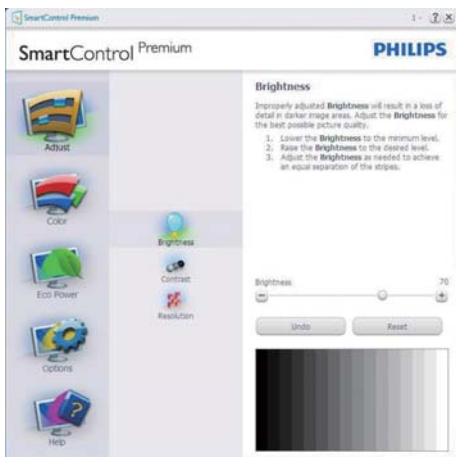 SmartControl Premium
SmartControl Premium
PHILIPS
Adjust
Color
Eco Power
Options
Help
Brightness
Contrast
Resolution
Brightness
Improperly adjusted Brightness will result in a loss of
detail in darker image areas. Adjust the Brightness for
the best possible picture quality.
1. Lower the Brightness to the minimum level.
2. Raise the Brightness to the desired level.
3. Adjust the Brightness as needed to achieve
an equal separation of the stripes.
Brightness 70
Undo Reset